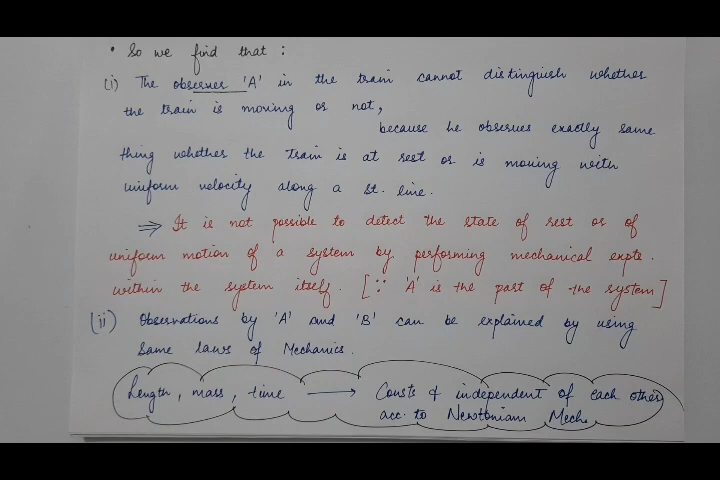 • So we find that :
(i) The observer 'A' in the train cannot distinguish whether
the train is moving or not,
because he observes exactly same
thing whether the train is at rest or is moving with
uniform velocity along a st. line.
⇒ It is not possible to detect the state of rest or of
uniform motion of a system by performing mechanical expts.
within the system itself. [∵ 'A' is the part of the system]
(ii) Observations by 'A' and 'B' can be explained by using
same laws of Mechanics.
Length, mass, time → Consts & independent of each other
acc. to Newtonian Mech.